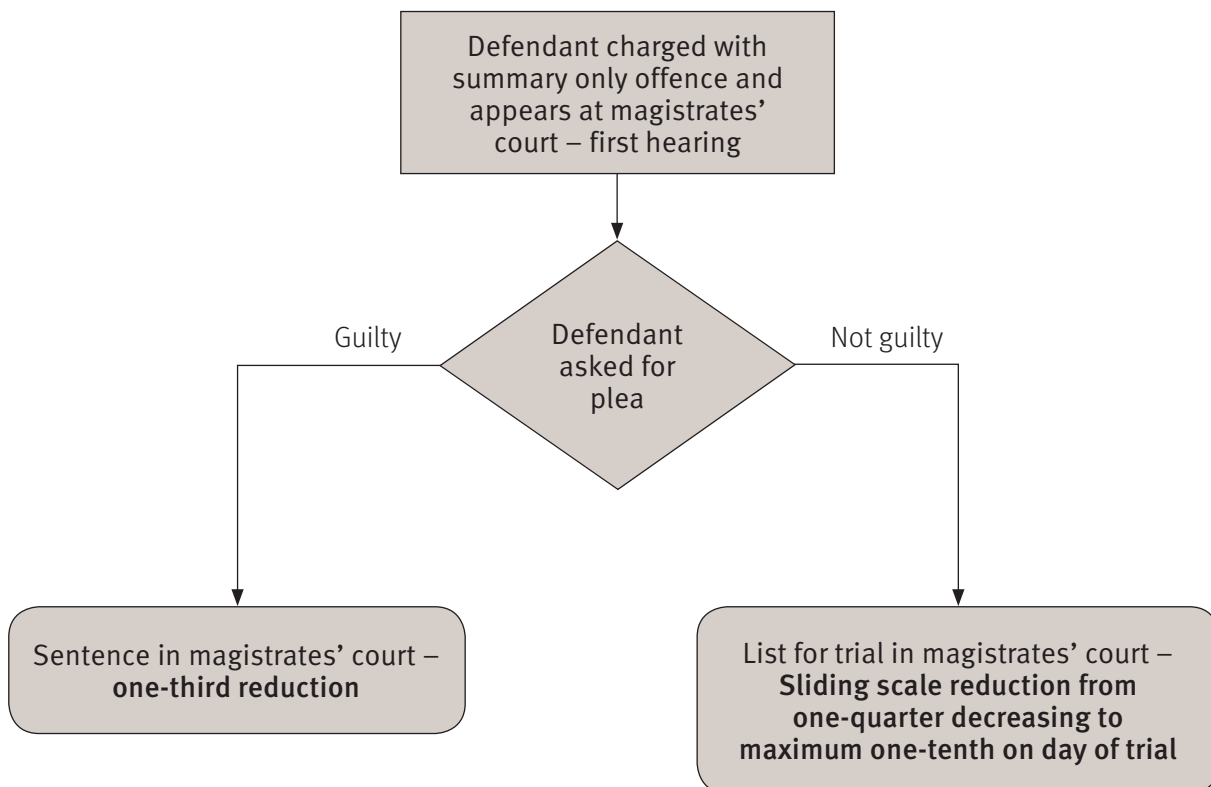 Defendant charged with
summary only offence and
appears at magistrates’
court – first hearing
Guilty
Defendant
asked for
plea
Not guilty
Sentence in magistrates’ court –
one-third reduction
List for trial in magistrates’ court –
Sliding scale reduction from
one-quarter decreasing to
maximum one-tenth on day of trial